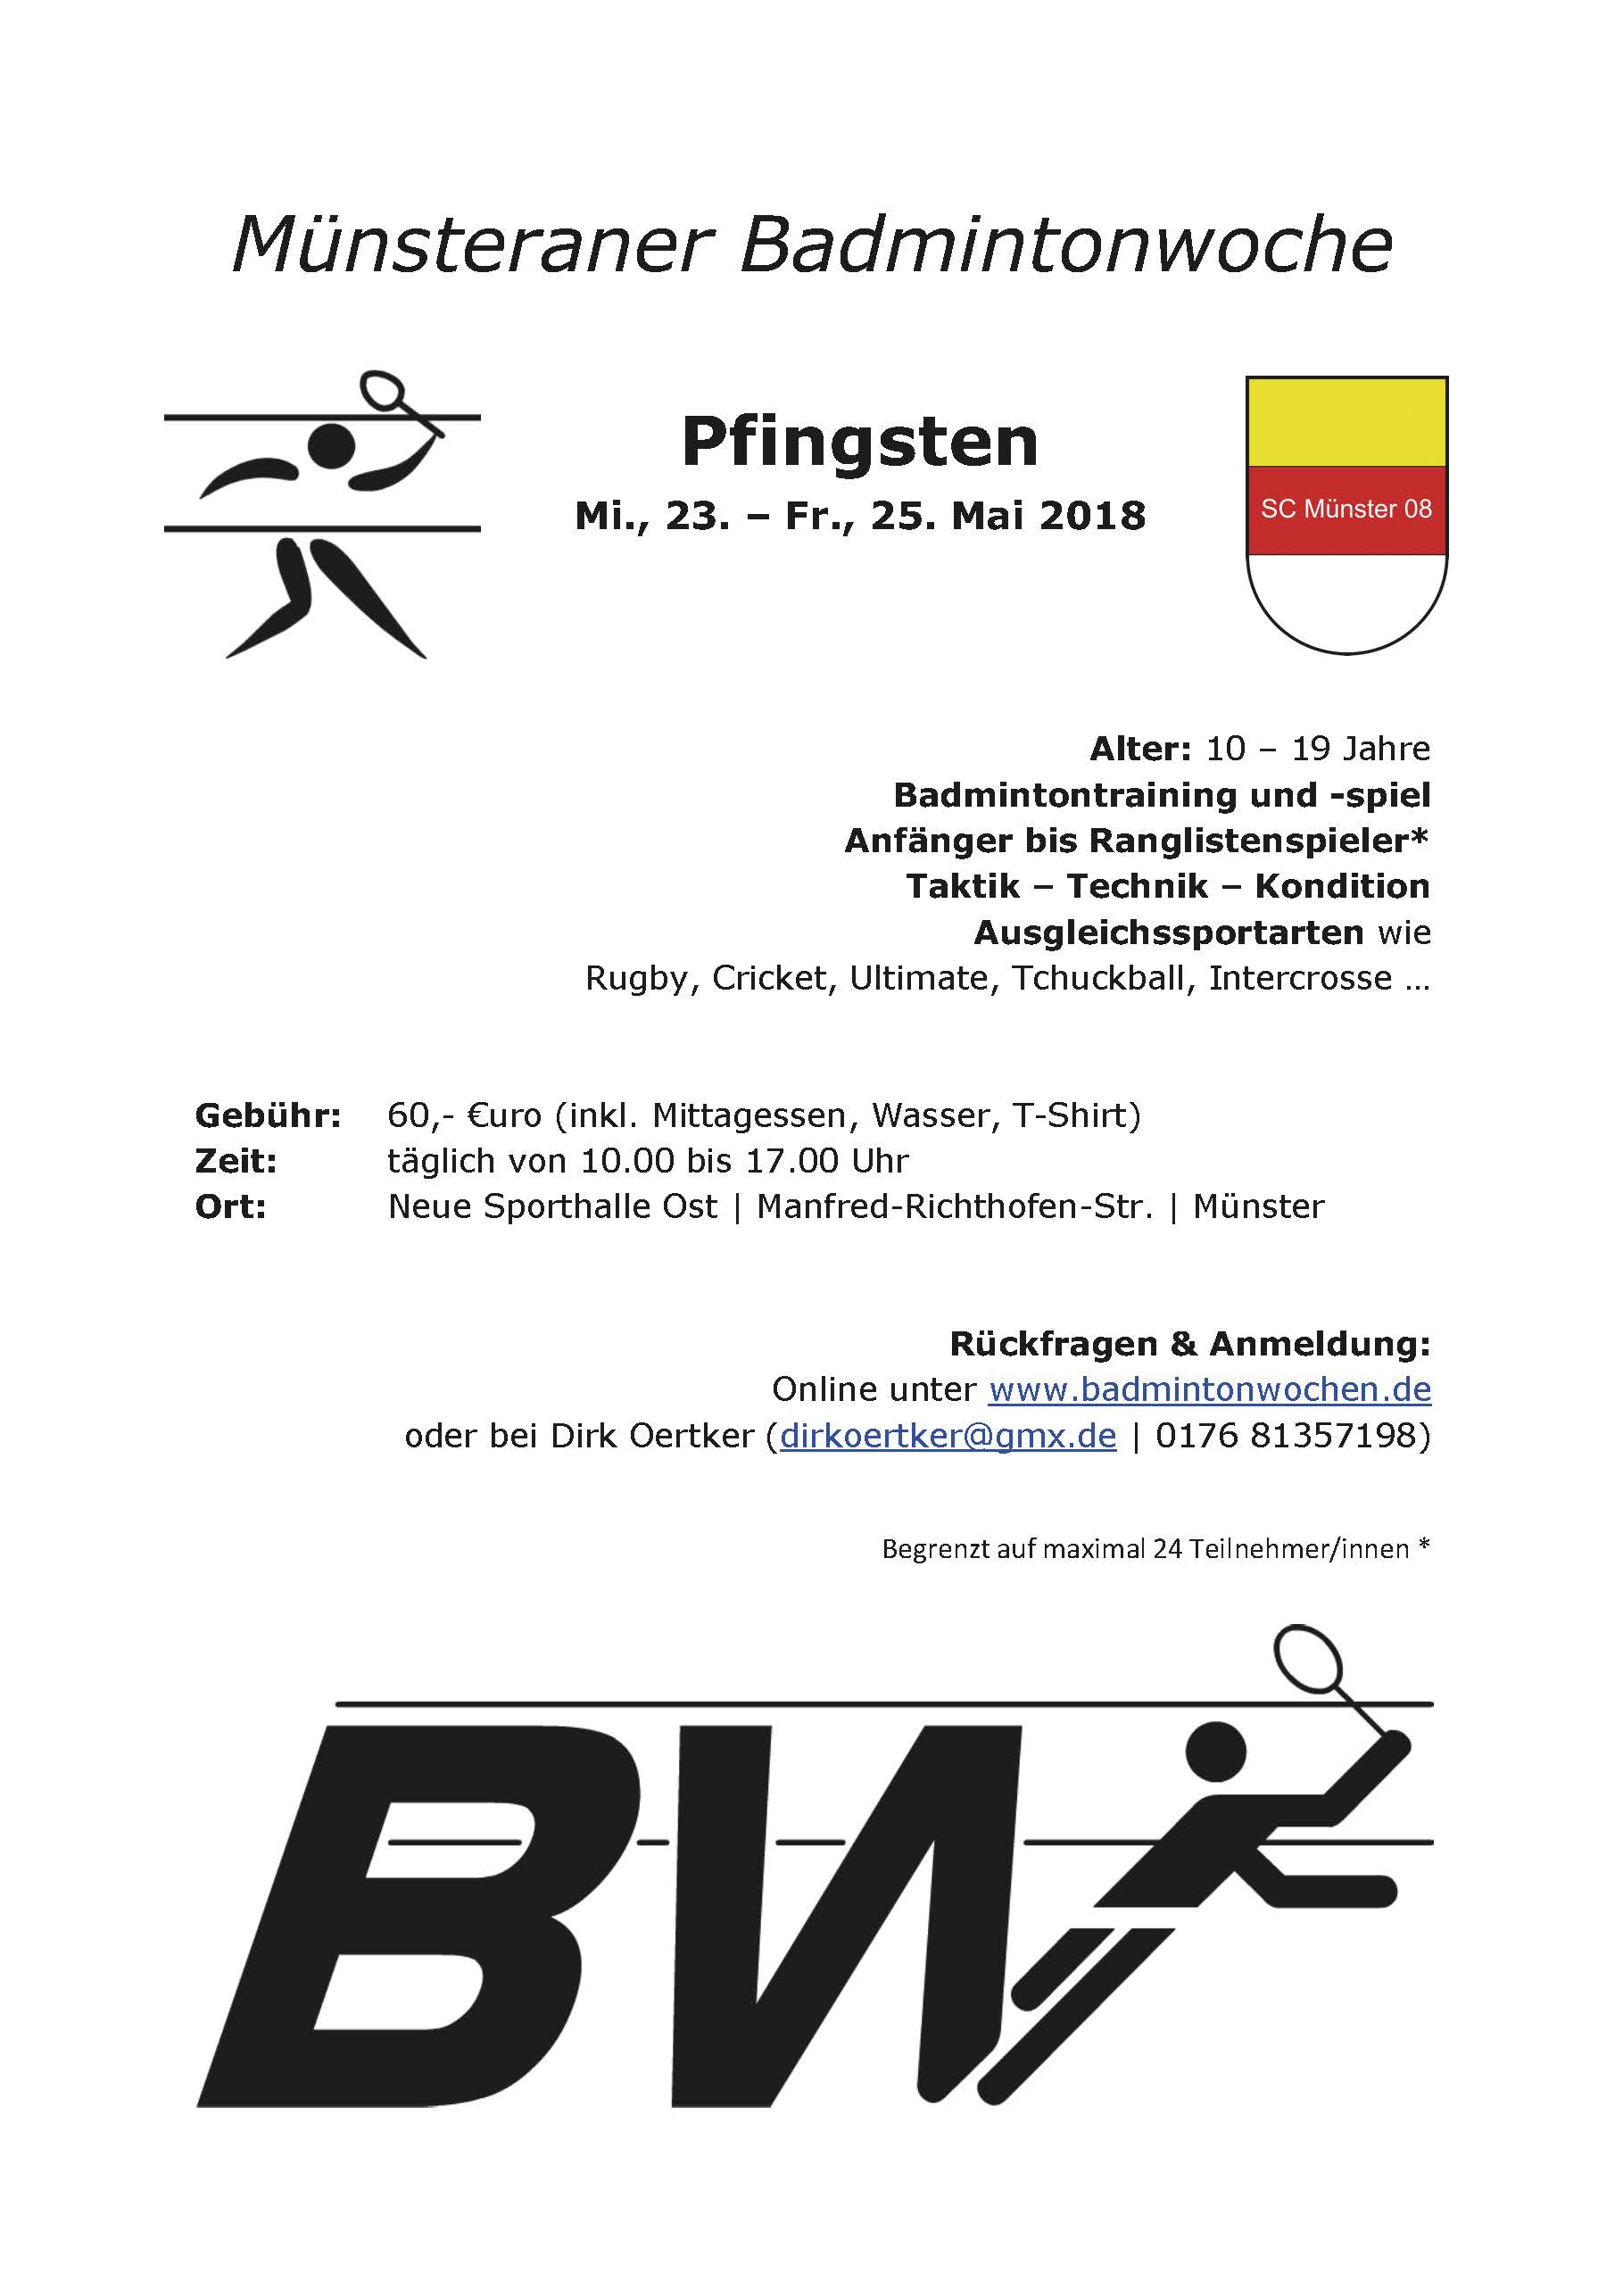 Münsteraner Badmintonwoche
Pfingsten
Mi., 23. – Fr., 25. Mai 2018
SC Münster 08
Alter: 10 – 19 Jahre
Badmintontraining und -spiel
Anfänger bis Ranglistenspieler*
Taktik – Technik – Kondition
Ausgleichssportarten wie
Rugby, Cricket, Ultimate, Tchuckball, Intercrosse ...
Gebühr: 60,- €uro (inkl. Mittagessen, Wasser, T-Shirt)
Zeit: täglich von 10.00 bis 17.00 Uhr
Ort: Neue Sporthalle Ost | Manfred-Richthofen-Str. | Münster
Rückfragen & Anmeldung:
Online unter www.badmintonwochen.de
oder bei Dirk Oertker (dirkoertker@gmx.de | 0176 81357198)
Begrenzt auf maximal 24 Teilnehmer/innen *
BW